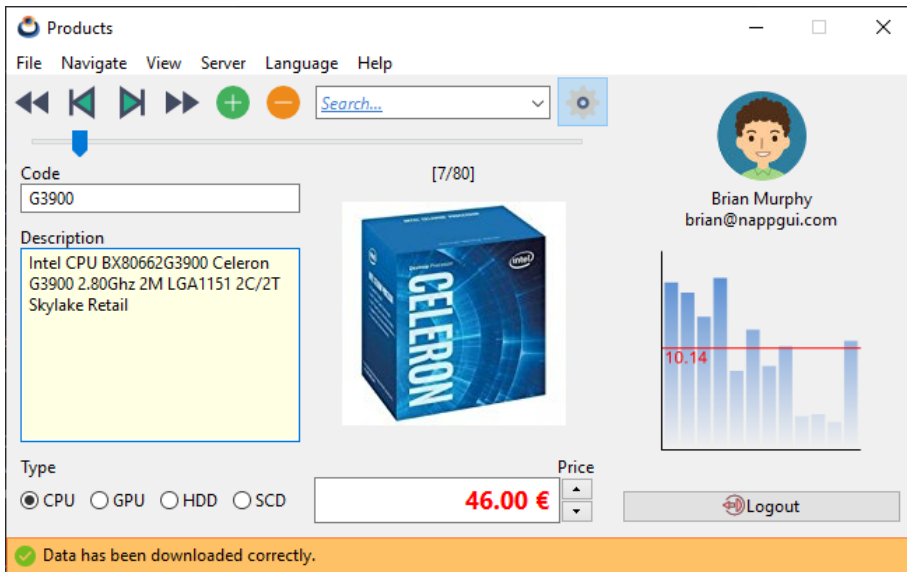 Products
File Navigate View Server Language Help
Search...
Code
[7/80]
G3900
Brian Murphy
brian@nappgui.com
Description
Intel CPU BX80662G3900 Celeron
G3900 2.80Ghz 2M LGA1151 2C/2T
Skylake Retail
intel
CELERON
10.14
Type
Price
CPU GPU HDD SCD
46.00 €
Logout
Data has been downloaded correctly.